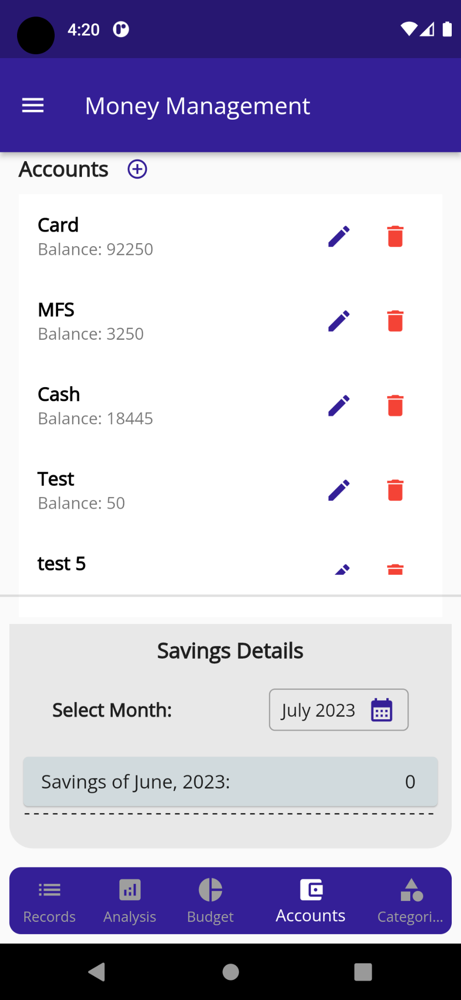 4:20
Money Management
Accounts
Card
Balance: 92250
MFS
Balance: 3250
Cash
Balance: 18445
Test
Balance: 50
test 5
Savings Details
Select Month:
July 2023
Savings of June, 2023:
0
Records
Analysis
Budget
Accounts
Categori...